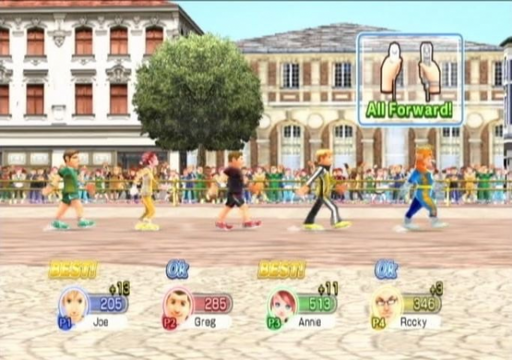 All Forward!
BEST! Ok BEST! Ok
+13 +11 +3
205 285 513 346
P1 Joe P2 Greg P3 Anne P4 Rocky